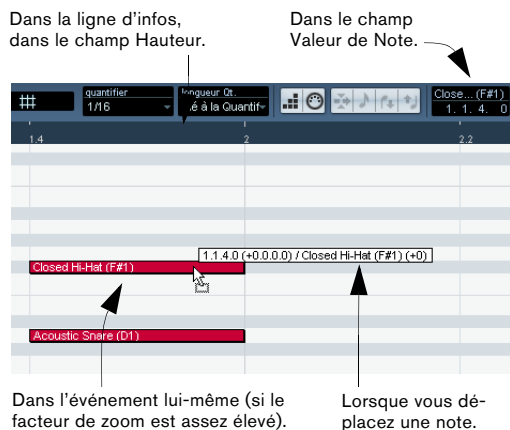 Dans la ligne d'infos,
dans le champ Hauteur.
Dans le champ
Valeur de Note.
quantifier
longueur Qt.
Close... (F#1)
1/16
.é à la Quantif
1. 1. 4. 0
1.4
2
2.2
1.1.4.0 (+0.0.0.0) / Closed Hi-Hat (F#1) (+0)
Closed Hi-Hat (F#1)
Acoustic Snare (D1)
Dans l'événement lui-même (si le
facteur de zoom est assez élevé).
Lorsque vous dé-
placez une note.